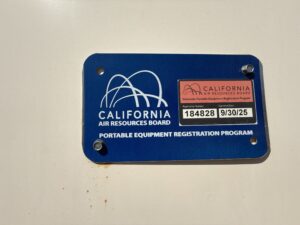 CALIFORNIA
AIR RESOURCES BOARD
PORTABLE EQUIPMENT REGISTRATION PROGRAM
CALIFORNIA
AIR RESOURCES BOARD
184828 9/30/25